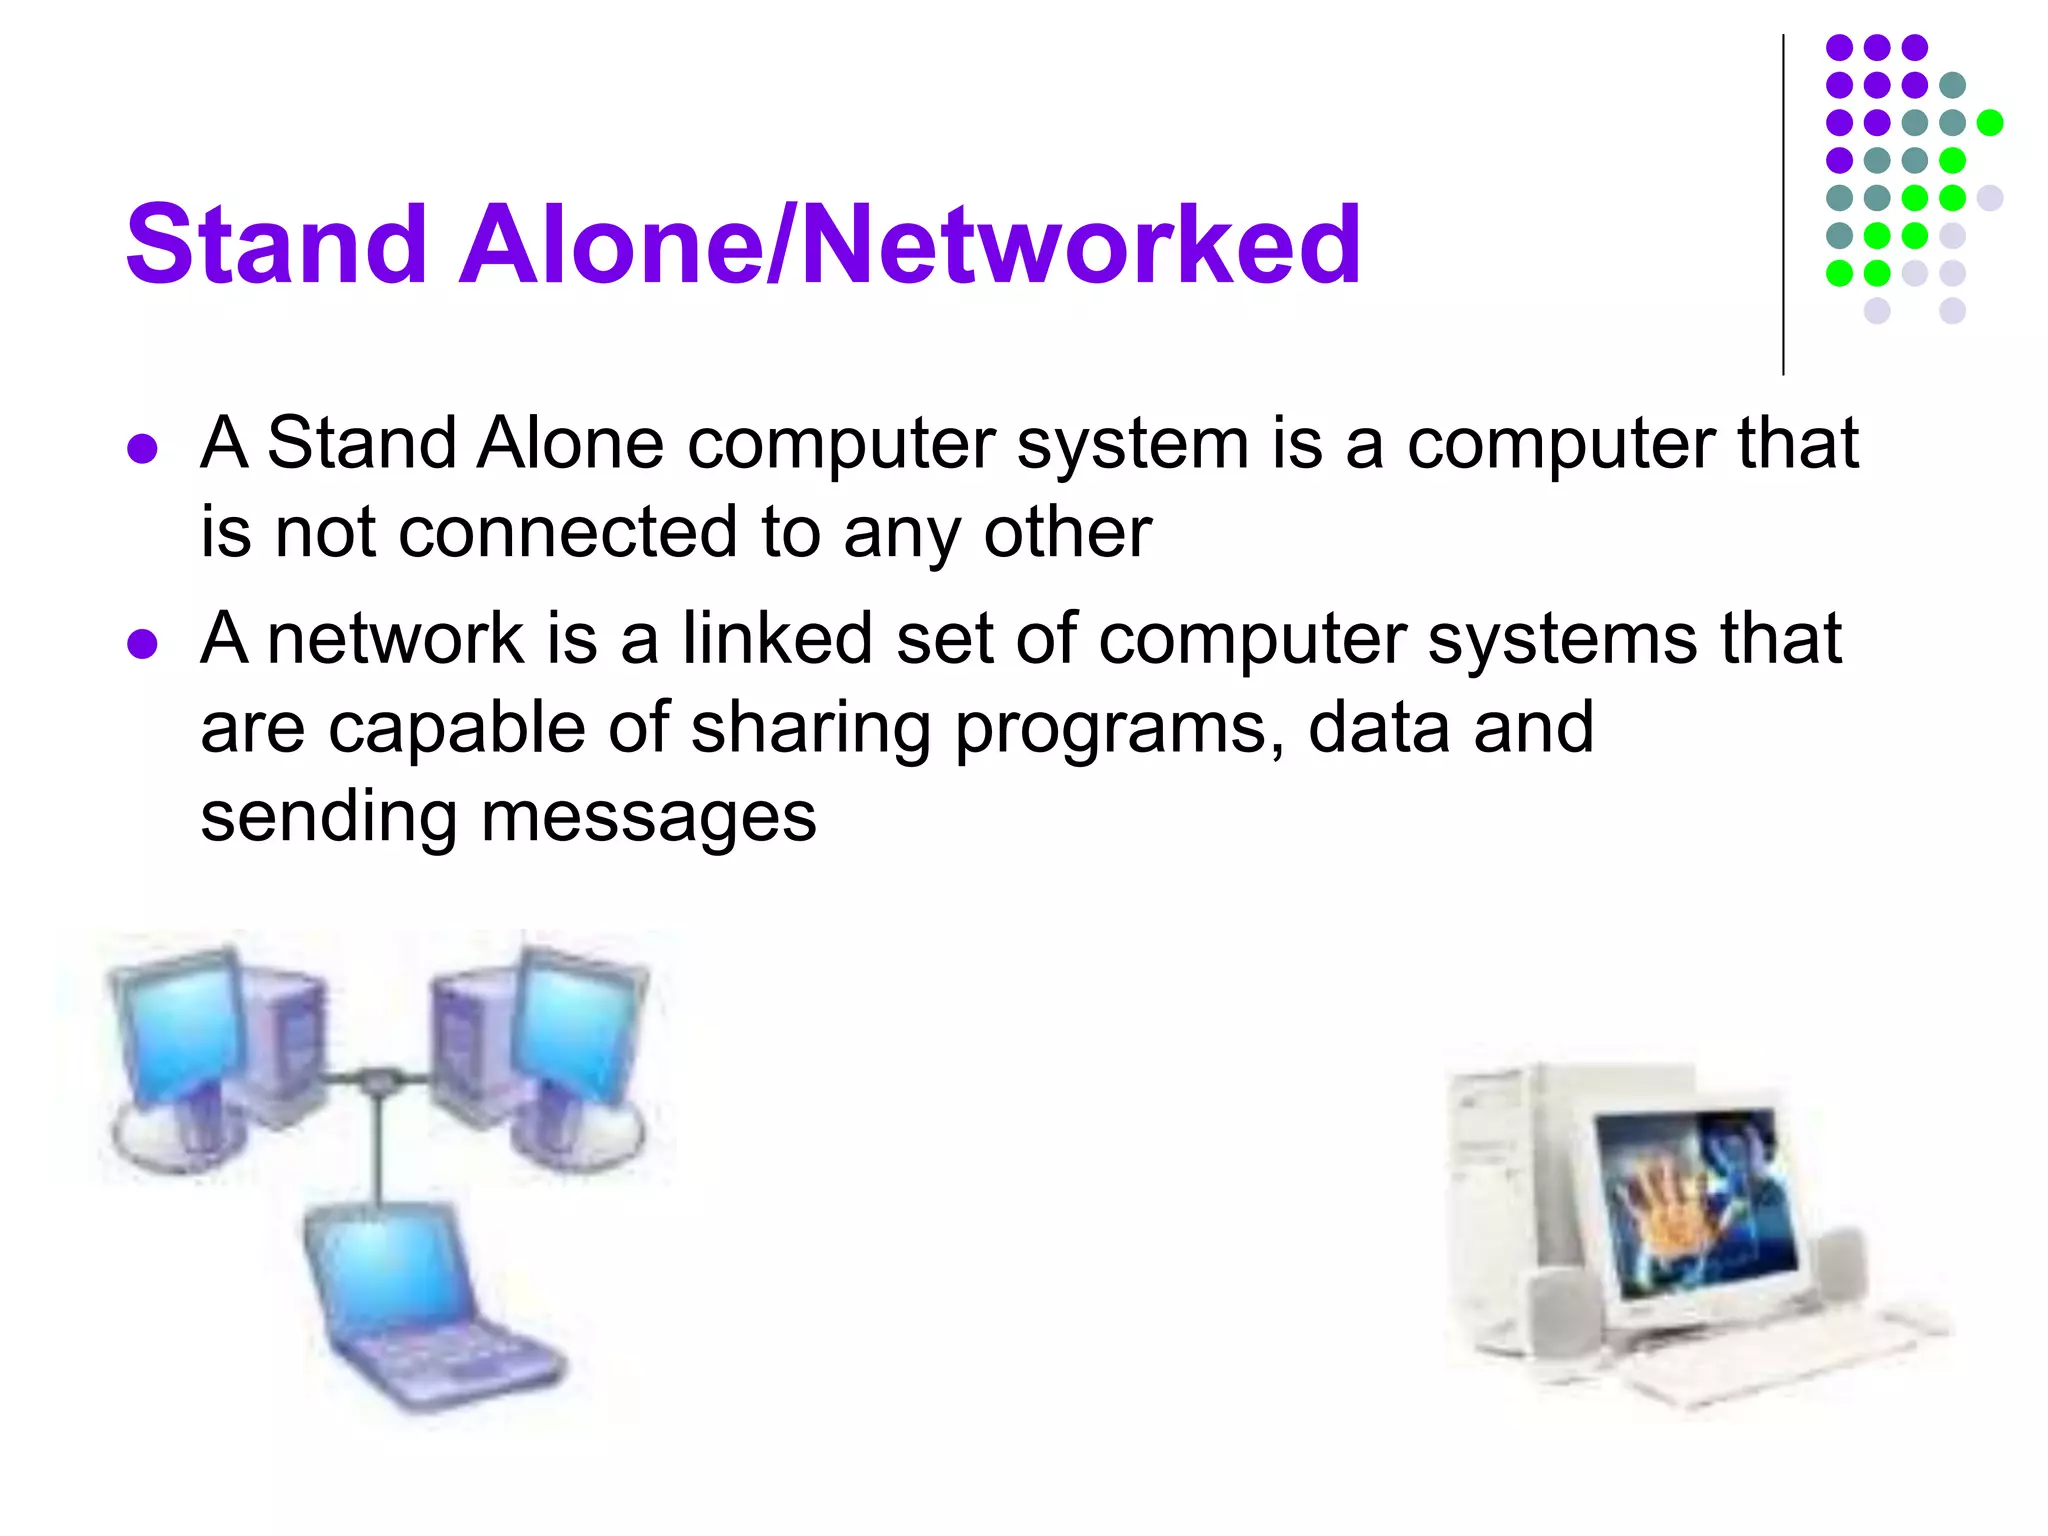 Stand Alone/Networked
A Stand Alone computer system is a computer that
is not connected to any other
A network is a linked set of computer systems that
are capable of sharing programs, data and
sending messages